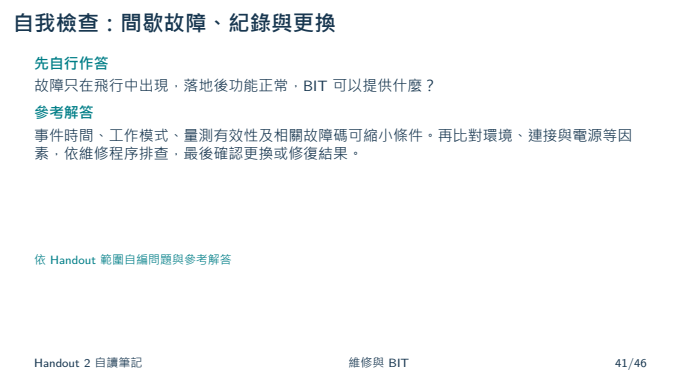 自我檢查：間歇故障、紀錄與更換
先自行作答
故障只在飛行中出現，落地後功能正常，BIT 可以提供什麼？
參考解答
事件時間、工作模式、量測有效性及相關故障碼可縮小條件。再比對環境、連接與電源等因
素，依維修程序排查，最後確認更換或修復結果。
依 Handout 範圍自編問題與參考解答
Handout 2 自讀筆記
維修與 BIT
41/46